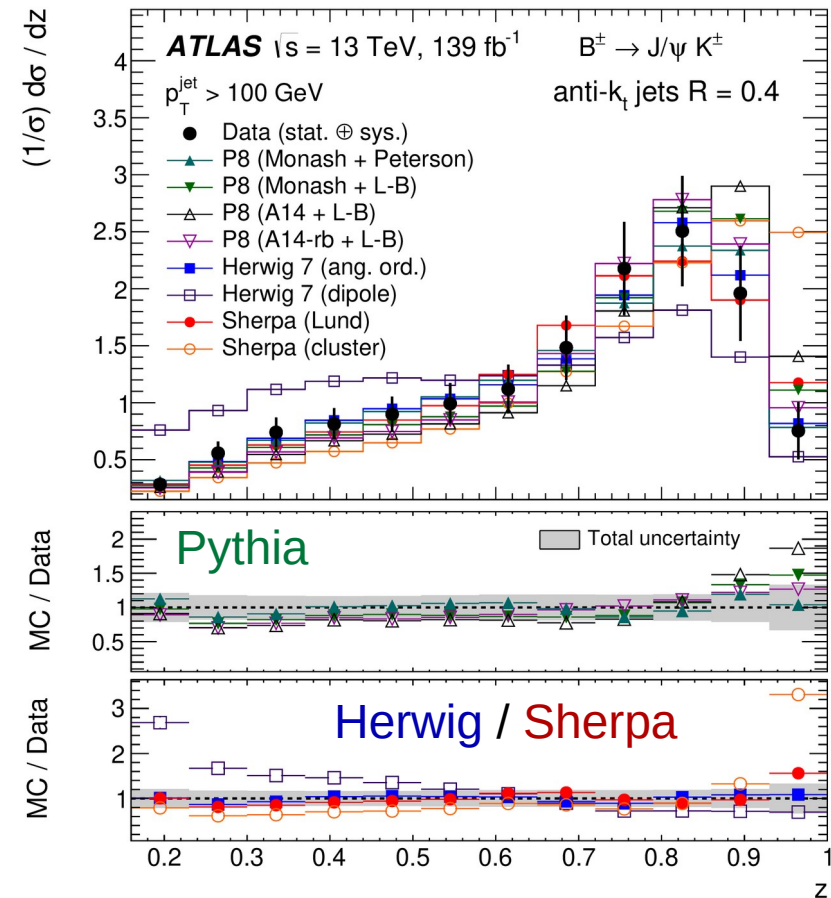 (1/σ) dσ / dz
ATLAS √s = 13 TeV, 139 fb⁻¹ B± → J/ψ K±
p_T^jet > 100 GeV anti-k_t jets R = 0.4
Data (stat. ⊕ sys.)
P8 (Monash + Peterson)
P8 (Monash + L-B)
P8 (A14 + L-B)
P8 (A14-rb + L-B)
Herwig 7 (ang. ord.)
Herwig 7 (dipole)
Sherpa (Lund)
Sherpa (cluster)
4
3.5
3
2.5
2
1.5
1
0.5
MC / Data
Pythia
Total uncertainty
2
1.5
1
0.5
MC / Data
Herwig / Sherpa
3
2
1
0.2 0.3 0.4 0.5 0.6 0.7 0.8 0.9 1
z